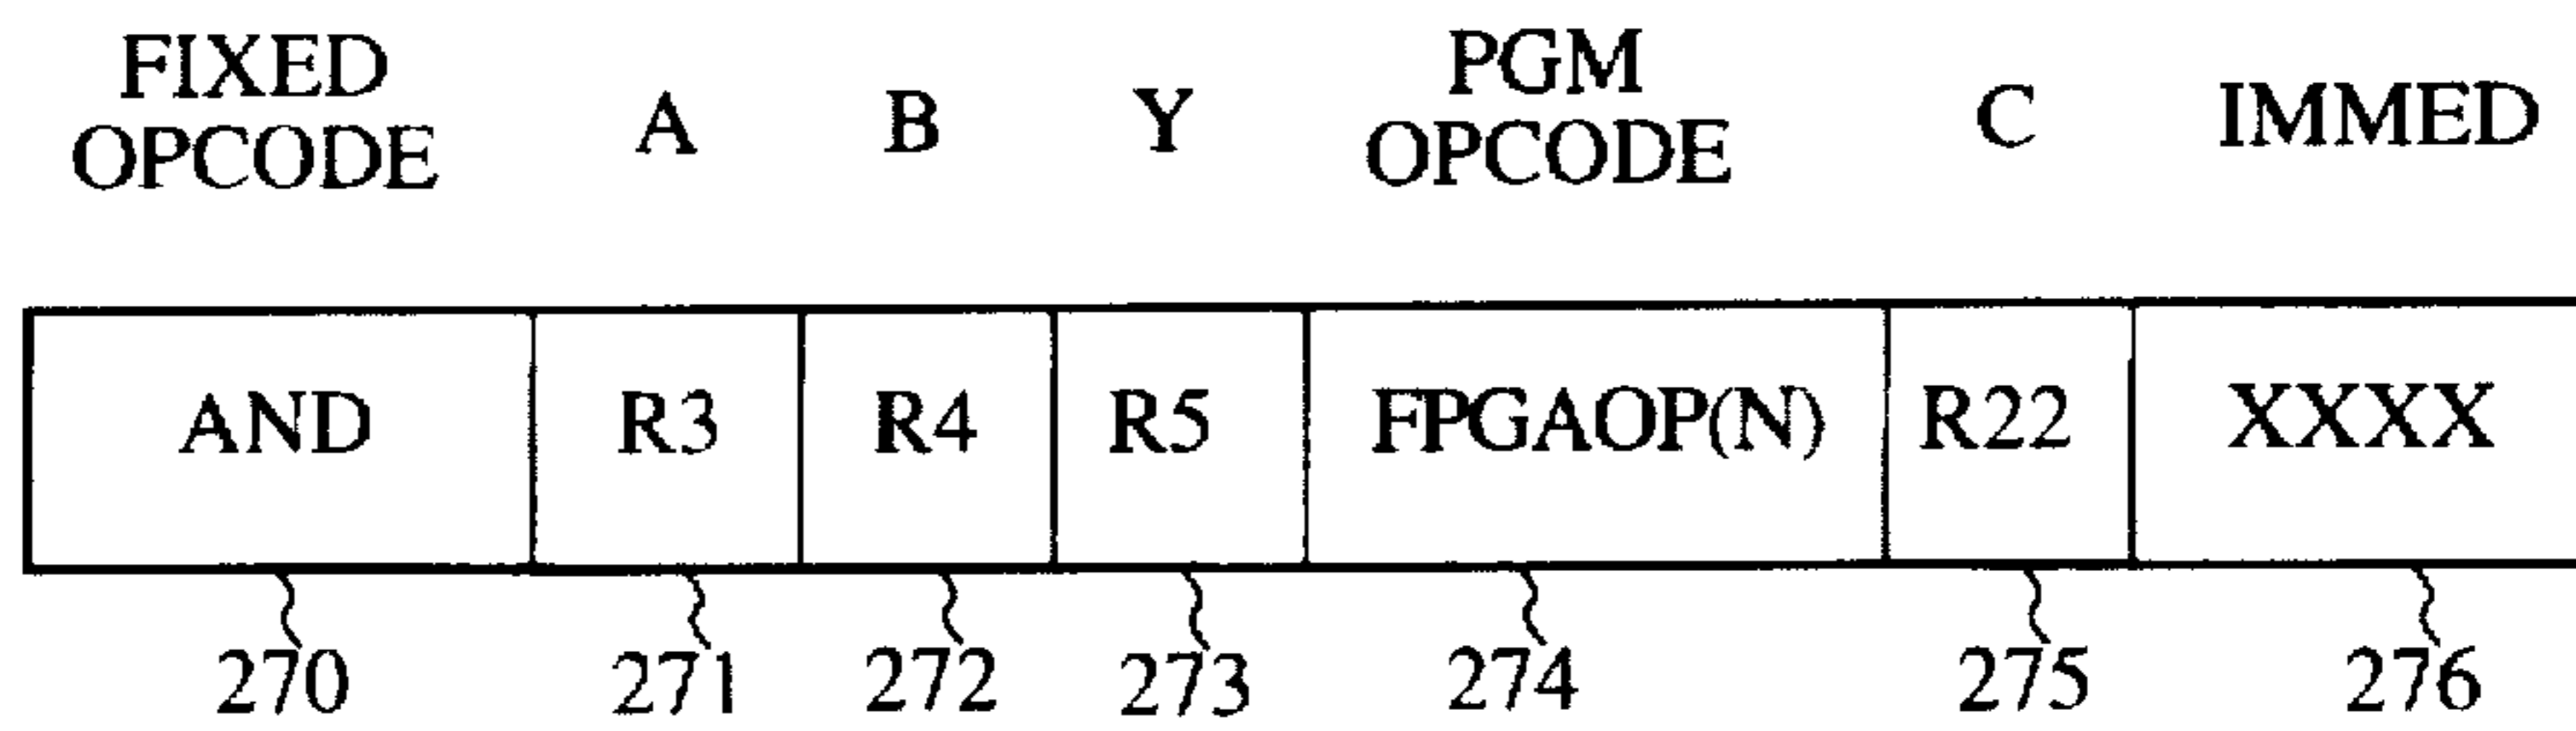 FIXED OPCODE A B Y PGM OPCODE C IMMED
AND R3 R4 R5 FPGAOP(N) R22 XXXX
270 271 272 273 274 275 276